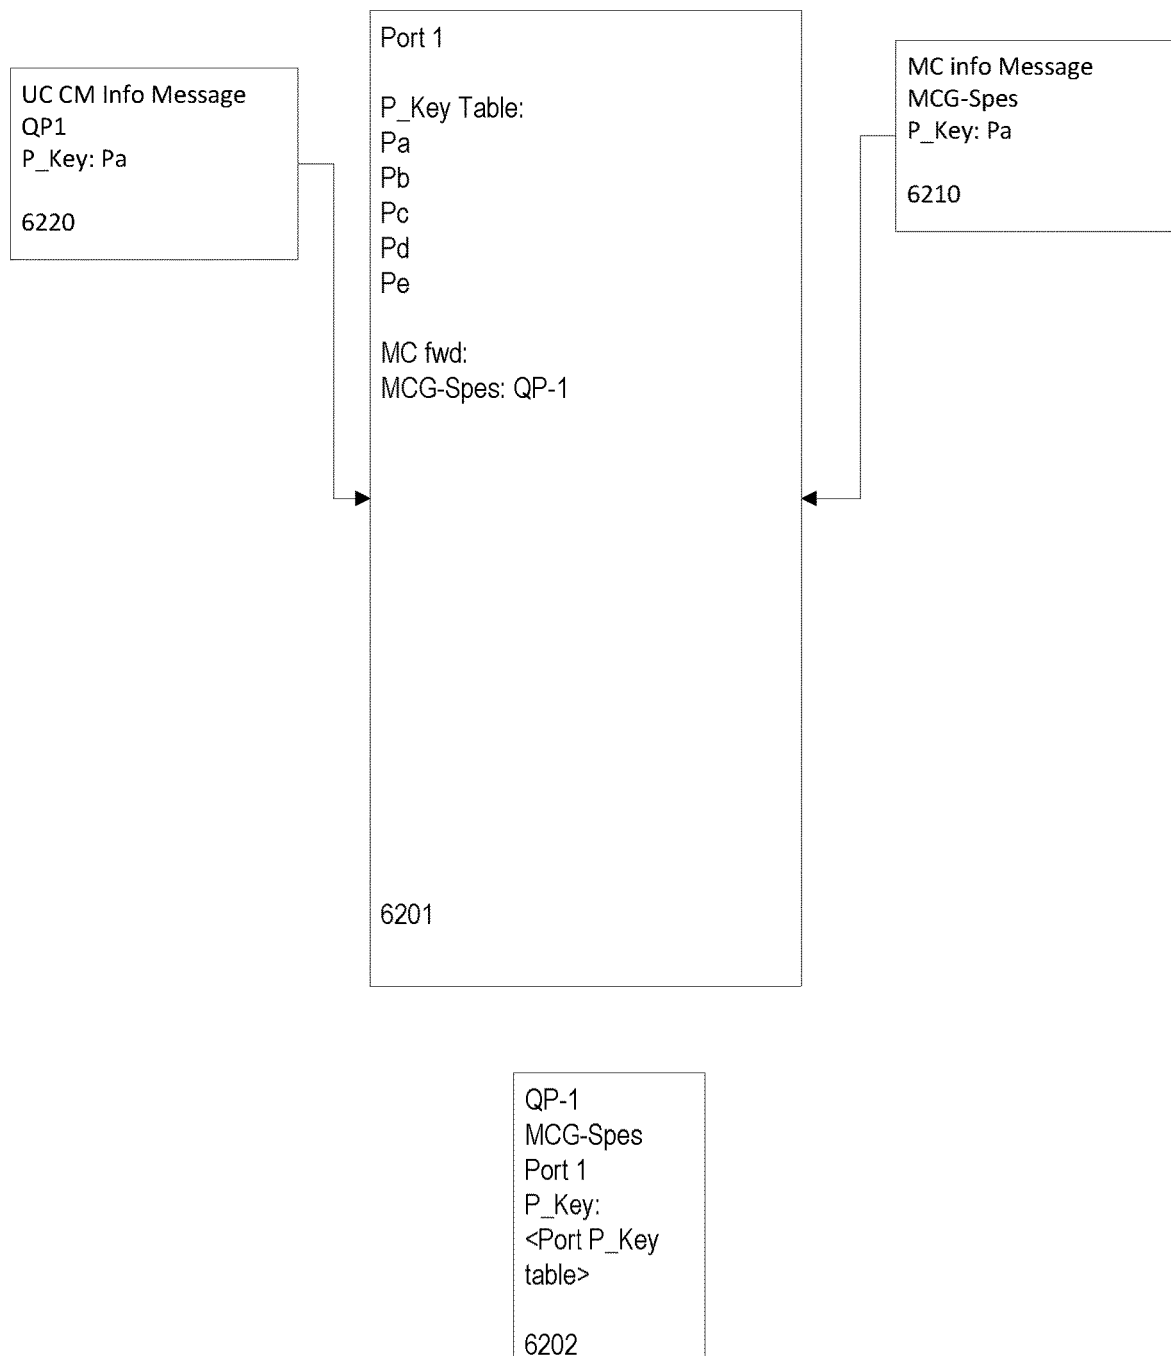 UC CM Info Message
QP1
P_Key: Pa
6220
Port 1
P_Key Table:
Pa
Pb
Pc
Pd
Pe
MC fwd:
MCG-Spes: QP-1
6201
MC info Message
MCG-Spes
P_Key: Pa
6210
QP-1
MCG-Spes
Port 1
P_Key:
<Port P_Key
table>
6202